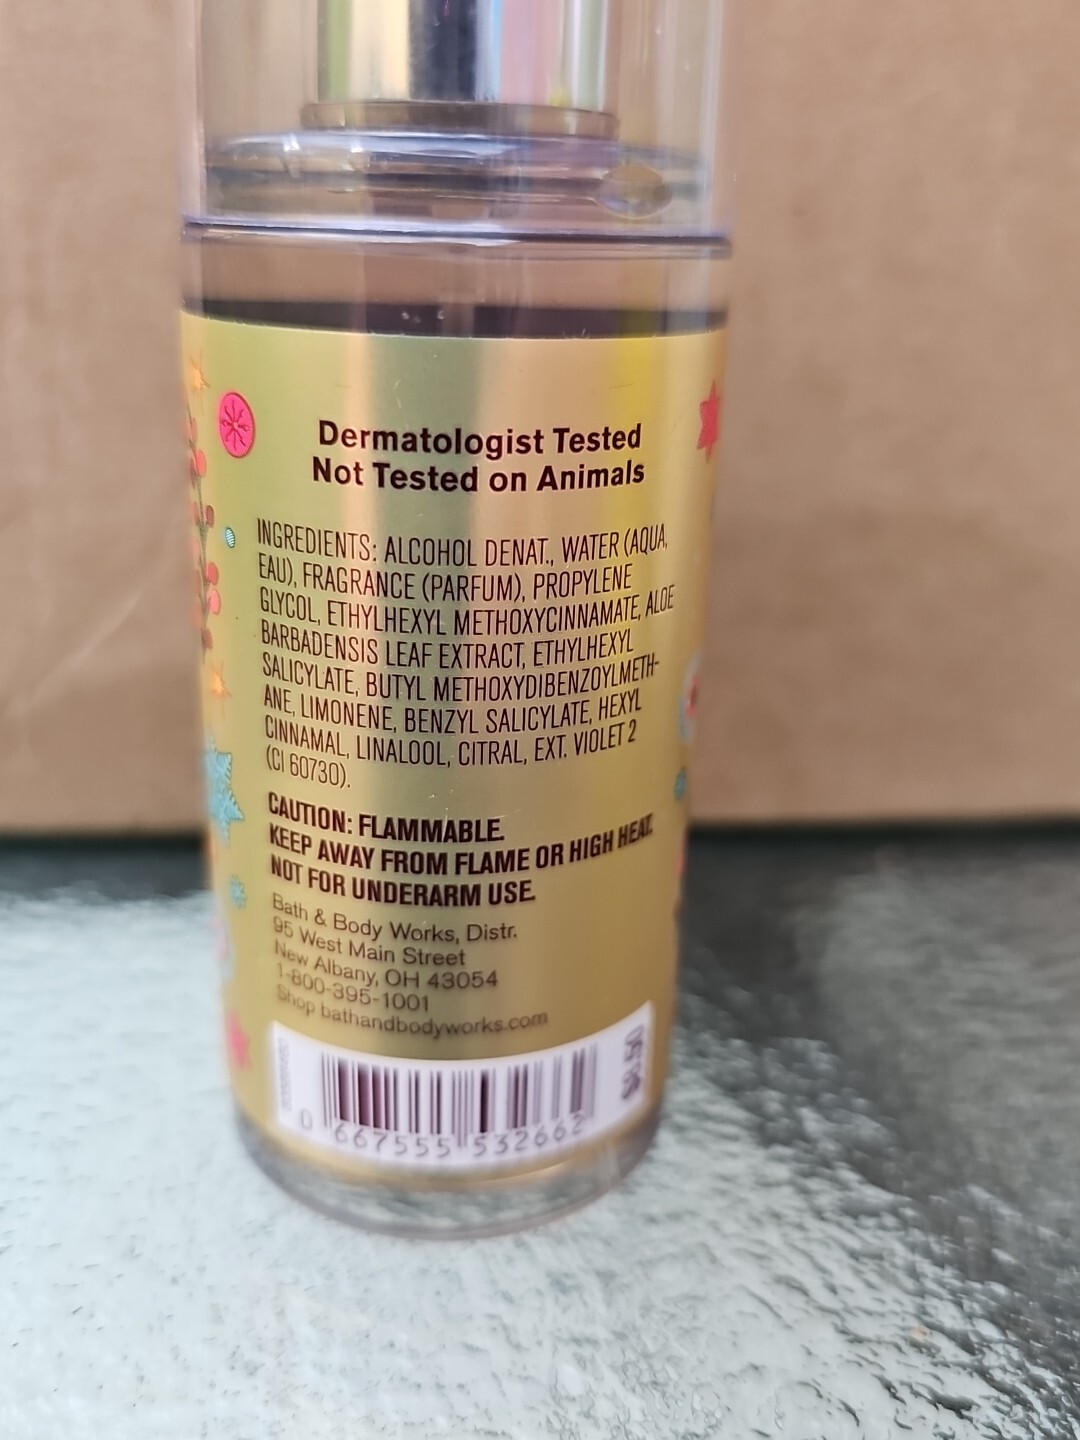 Dermatologist Tested
Not Tested on Animals
INGREDIENTS: ALCOHOL DENAT., WATER (AQUA,
EAU), FRAGRANCE (PARFUM), PROPYLENE
GLYCOL, ETHYLHEXYL METHOXYCINNAMATE, ALOE
BARBADENSIS LEAF EXTRACT, ETHYLHEXYL
SALICYLATE, BUTYL METHOXYDIBENZOYLMETH-
ANE, LIMONENE, BENZYL SALICYLATE, HEXYL
CINNAMAL, LINALOOL, CITRAL, EXT. VIOLET 2
(CI 60730).
CAUTION: FLAMMABLE.
KEEP AWAY FROM FLAME OR HIGH HEAT.
NOT FOR UNDERARM USE.
Bath & Body Works, Distr.
95 West Main Street
New Albany, OH 43054
1-800-395-1001
Shop bathandbodyworks.com
0 667555 532662